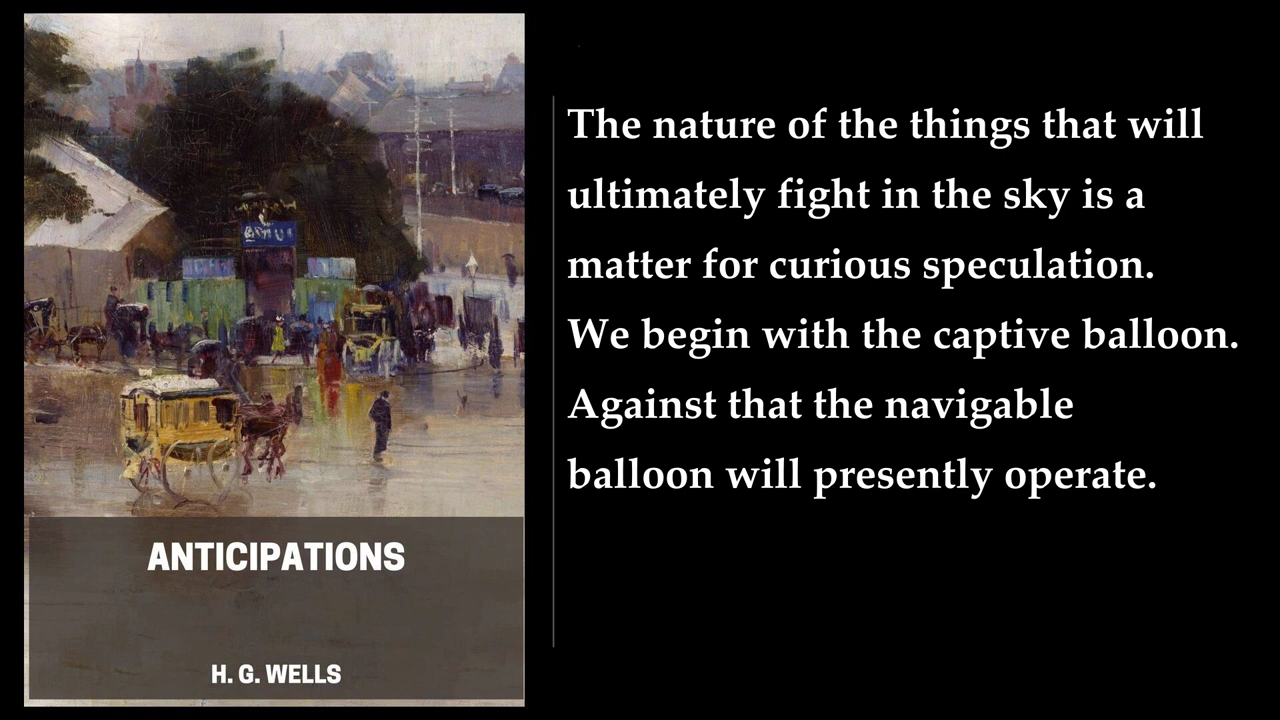 ANTICIPATIONS
H. G. WELLS
The nature of the things that will
ultimately fight in the sky is a
matter for curious speculation.
We begin with the captive balloon.
Against that the navigable
balloon will presently operate.